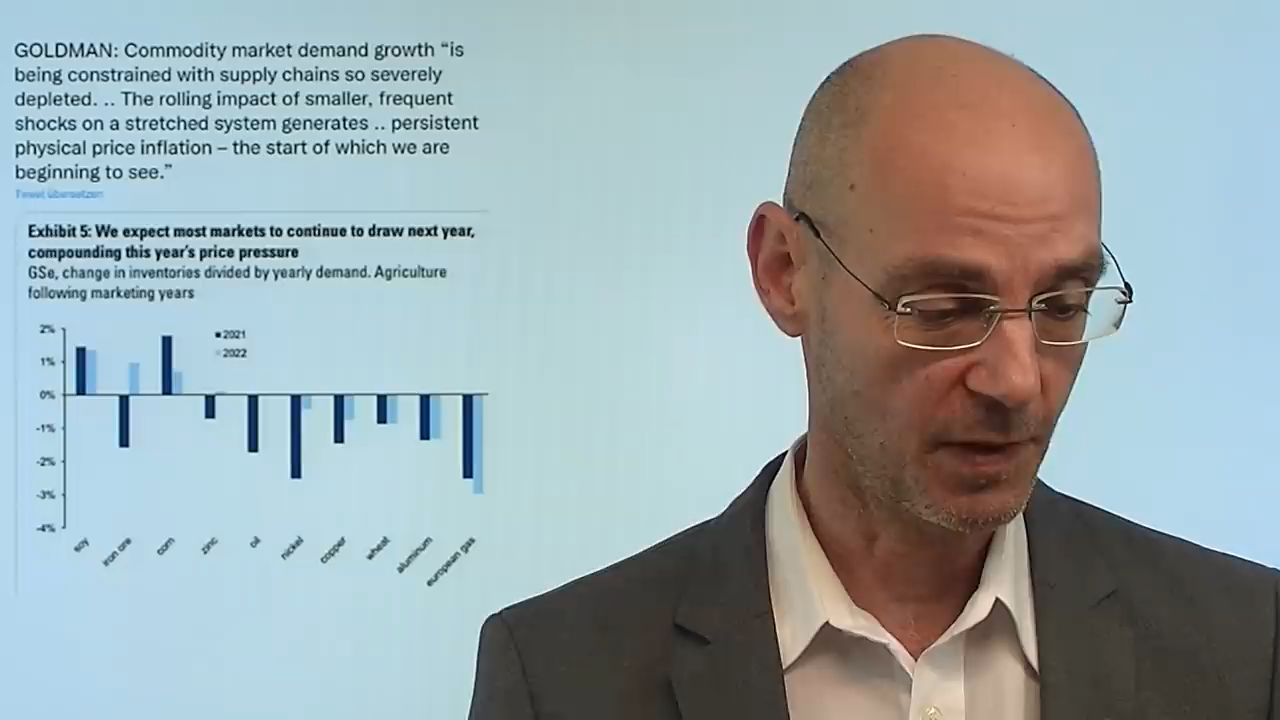 GOLDMAN: Commodity market demand growth “is
being constrained with supply chains so severely
depleted. .. The rolling impact of smaller, frequent
shocks on a stretched system generates .. persistent
physical price inflation – the start of which we are
beginning to see.”
Tweet übersetzen
Exhibit 5: We expect most markets to continue to draw next year,
compounding this year's price pressure
GSe, change in inventories divided by yearly demand. Agriculture
following marketing years
2%
1%
0%
-1%
-2%
-3%
-4%
2021
2022
soy
iron ore
corn
zinc
oil
nickel
copper
wheat
aluminum
european gas